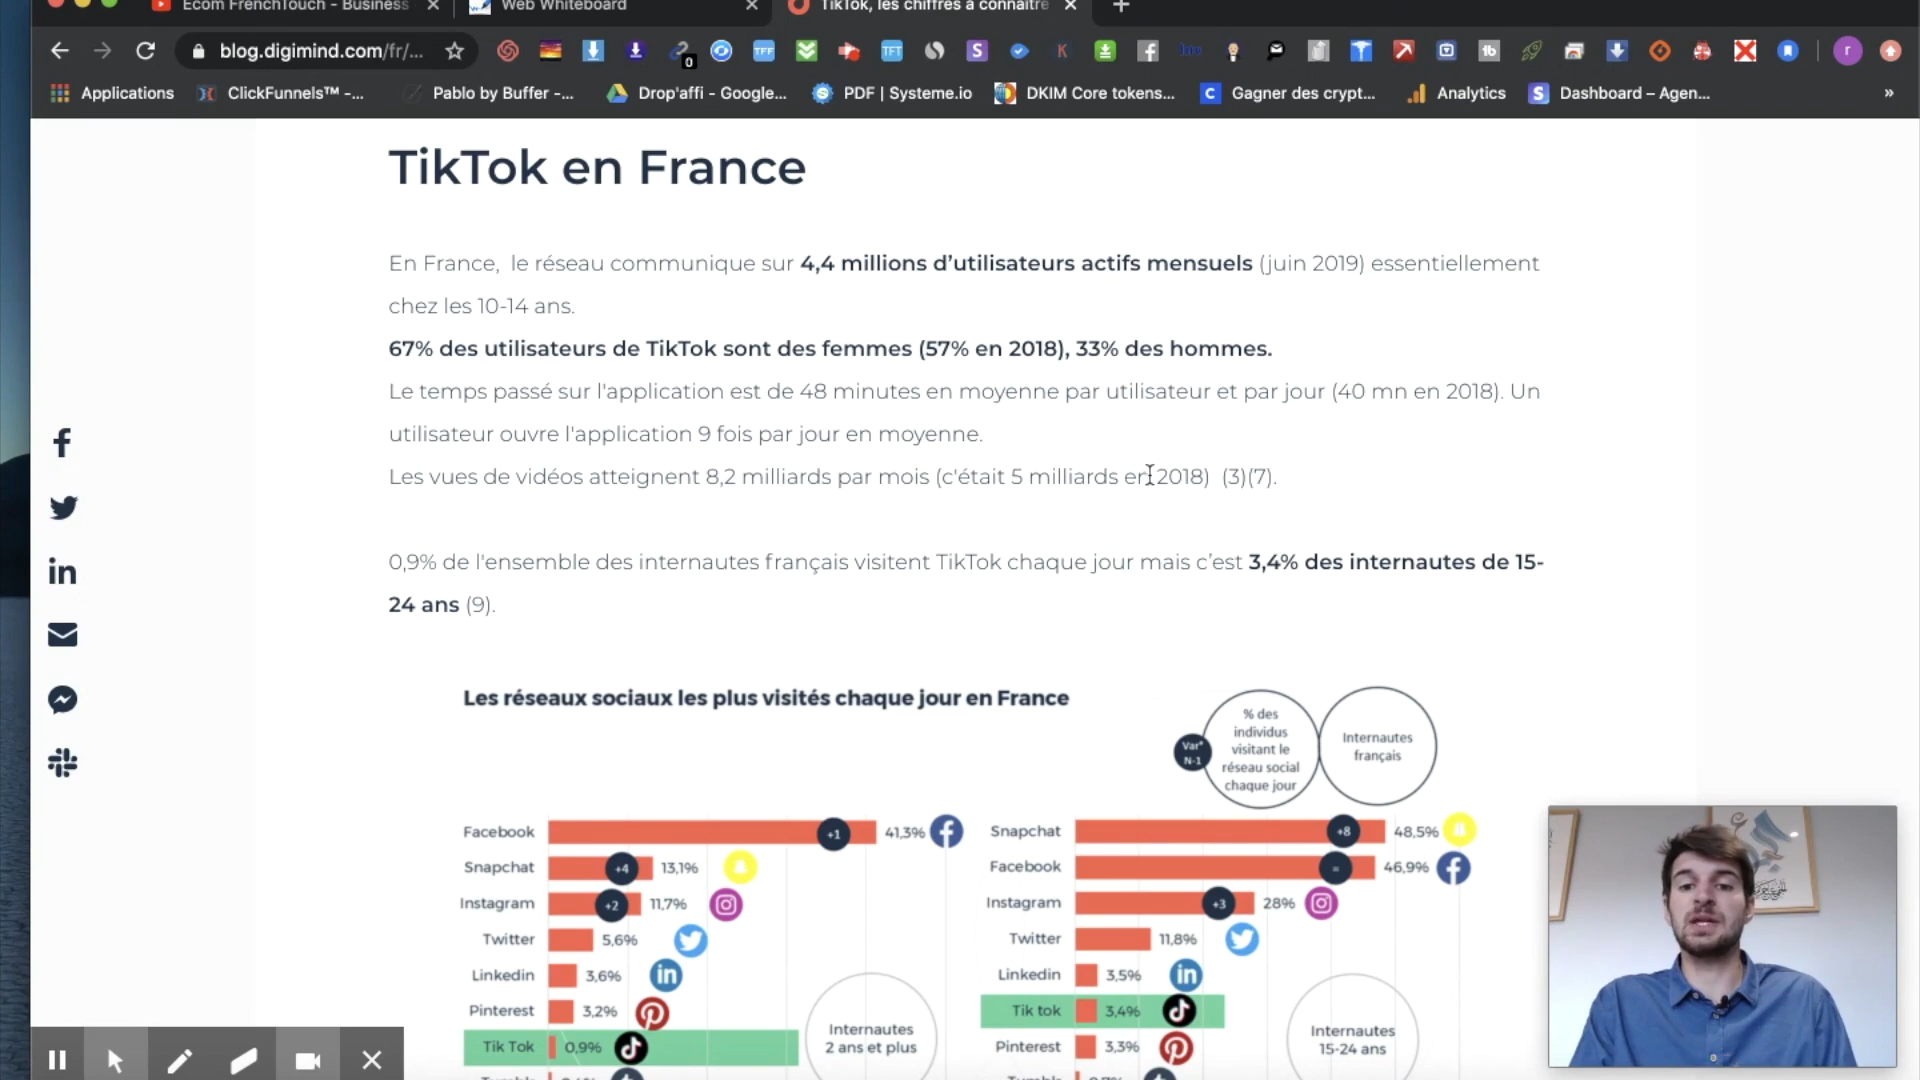 Ecom FrenchTouch - Business
Web Whiteboard
TikTok, les chiffres à connaître
blog.digimind.com/fr/...
Applications
ClickFunnels™ -...
Pablo by Buffer -...
Drop'affi - Google...
PDF | Systeme.io
DKIM Core tokens...
Gagner des crypt...
Analytics
Dashboard – Agen...
»
TikTok en France
En France, le réseau communique sur 4,4 millions d’utilisateurs actifs mensuels (juin 2019) essentiellement
chez les 10-14 ans.
67% des utilisateurs de TikTok sont des femmes (57% en 2018), 33% des hommes.
Le temps passé sur l'application est de 48 minutes en moyenne par utilisateur et par jour (40 mn en 2018). Un
utilisateur ouvre l'application 9 fois par jour en moyenne.
Les vues de vidéos atteignent 8,2 milliards par mois (c'était 5 milliards en 2018) (3)(7).
0,9% de l'ensemble des internautes français visitent TikTok chaque jour mais c’est 3,4% des internautes de 15-
24 ans (9).
Les réseaux sociaux les plus visités chaque jour en France
Var°
N-1
% des
individus
visitant le
réseau social
chaque jour
Internautes
français
Facebook +1 41,3%
Snapchat +4 13,1%
Instagram +2 11,7%
Twitter 5,6%
Linkedin 3,6%
Pinterest 3,2%
Tik Tok 0,9%
Internautes
2 ans et plus
Snapchat +8 48,5%
Facebook = 46,9%
Instagram +3 28%
Twitter 11,8%
Linkedin 3,5%
Tik tok 3,4%
Pinterest 3,3%
Internautes
15-24 ans